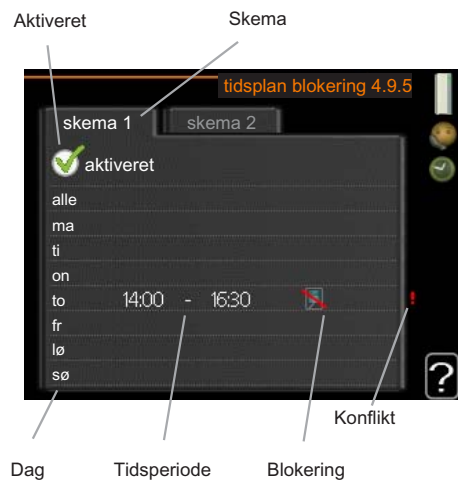 Aktiveret
Skema
tidsplan blokering 4.9.5
skema 1
skema 2
aktiveret
alle
ma
ti
on
to 14:00 - 16:30 !
fr
lø
sø
?
Konflikt
Dag
Tidsperiode
Blokering